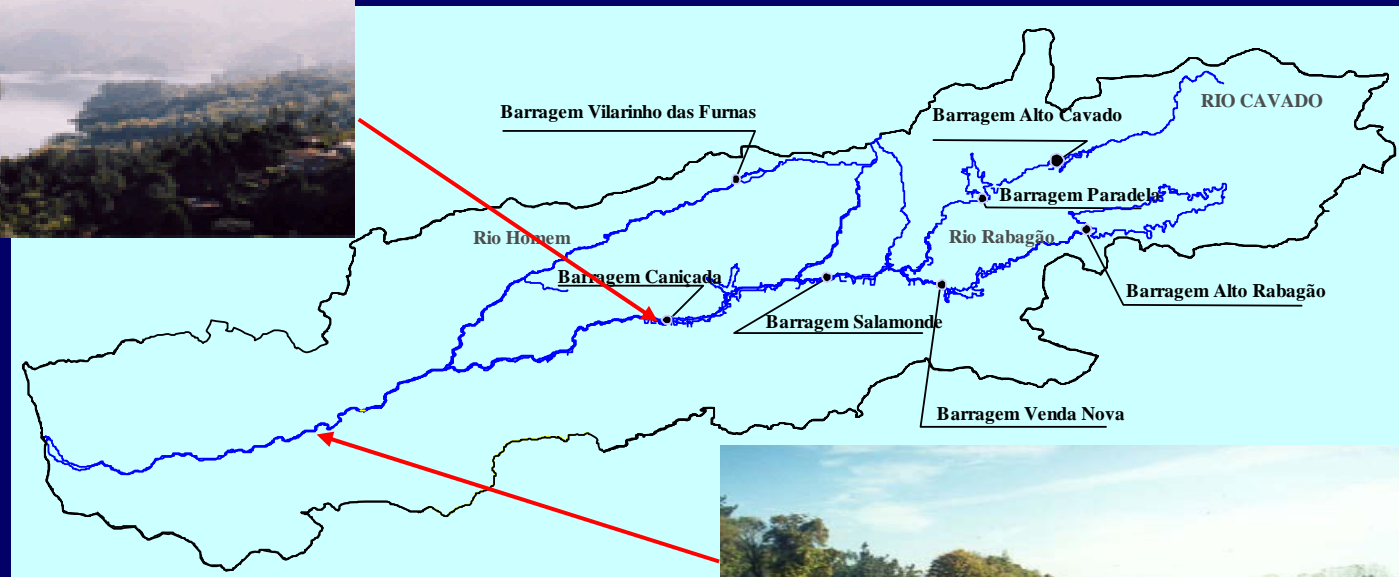 RIO CAVADO
Barragem Vilarinho das Furnas
Barragem Alto Cavado
Barragem Paradela
Rio Homem
Rio Rabagão
Barragem Caniçada
Barragem Alto Rabagão
Barragem Salamonde
Barragem Venda Nova